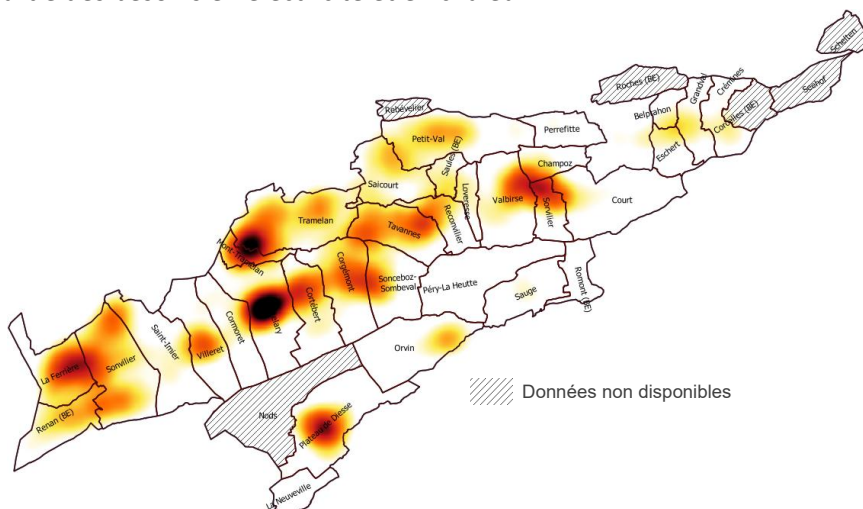 Schelten
Seehof
Roches (BE)
Crémines
Grandval
Rebévelier
Belprahon
Corcelles (BE)
Petit-Val
Perrefitte
Eschert
Saules (BE)
Champoz
Saicourt
Loveresse
Valbirse
Sorvilier
Court
Tramelan
Tavannes
Reconvilier
Mont-Tramelan
Corgémont
Sonceboz-
Sombeval
Péry-La Heutte
Romont (BE)
Sauge
Cortébert
Cormoret
Saint-Imier
Villeret
Orvin
La Ferrière
Sonvilier
Renan (BE)
Nods
Plateau de Diesse
La Neuveville
Données non disponibles